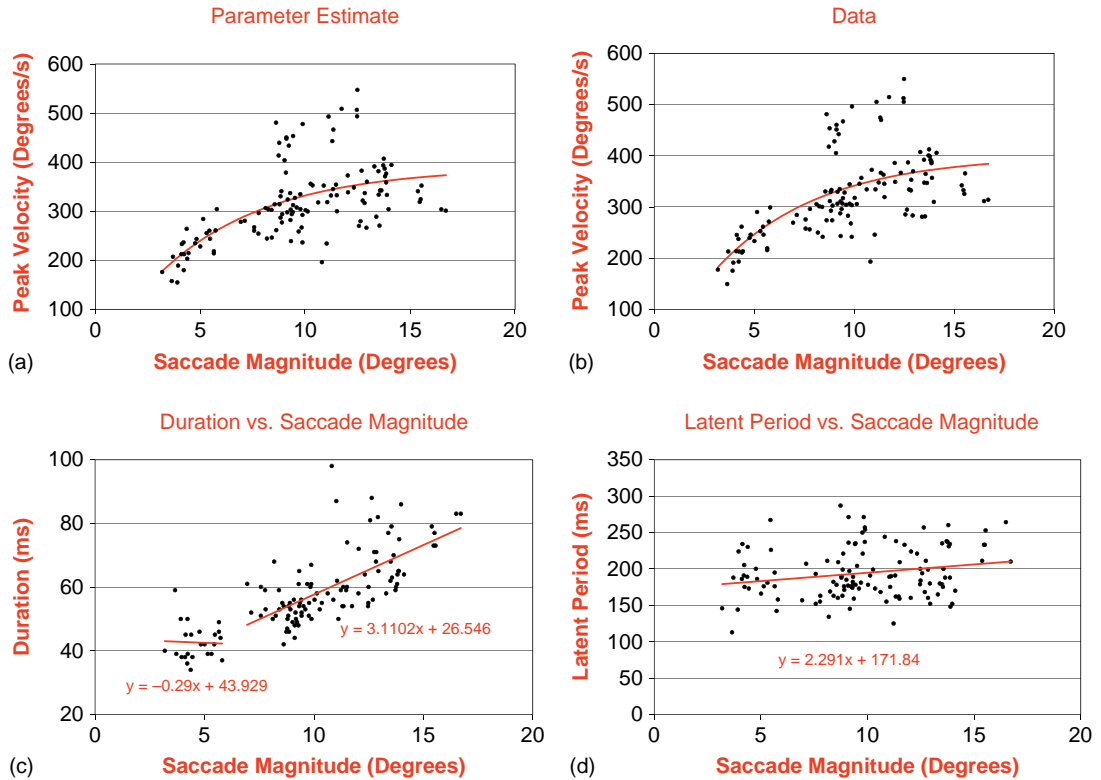 Parameter Estimate
Peak Velocity (Degrees/s)
600
500
400
300
200
100
0
5
10
15
20
(a)
Saccade Magnitude (Degrees)
Data
Peak Velocity (Degrees/s)
600
500
400
300
200
100
0
5
10
15
20
(b)
Saccade Magnitude (Degrees)
Duration vs. Saccade Magnitude
Duration (ms)
100
80
60
40
20
y = 3.1102x + 26.546
y = –0.29x + 43.929
0
5
10
15
20
(c)
Saccade Magnitude (Degrees)
Latent Period vs. Saccade Magnitude
Latent Period (ms)
350
300
250
200
150
100
50
0
y = 2.291x + 171.84
0
5
10
15
20
(d)
Saccade Magnitude (Degrees)